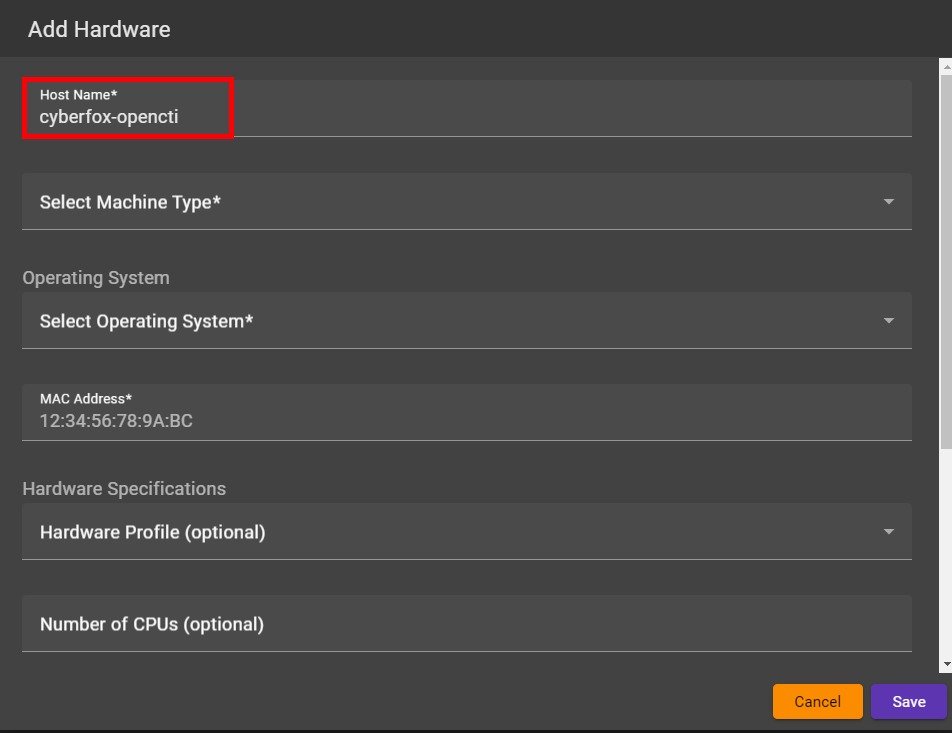 Add Hardware
Host Name*
cyberfox-opencti
Select Machine Type*
Operating System
Select Operating System*
MAC Address*
12:34:56:78:9A:BC
Hardware Specifications
Hardware Profile (optional)
Number of CPUs (optional)
Cancel Save